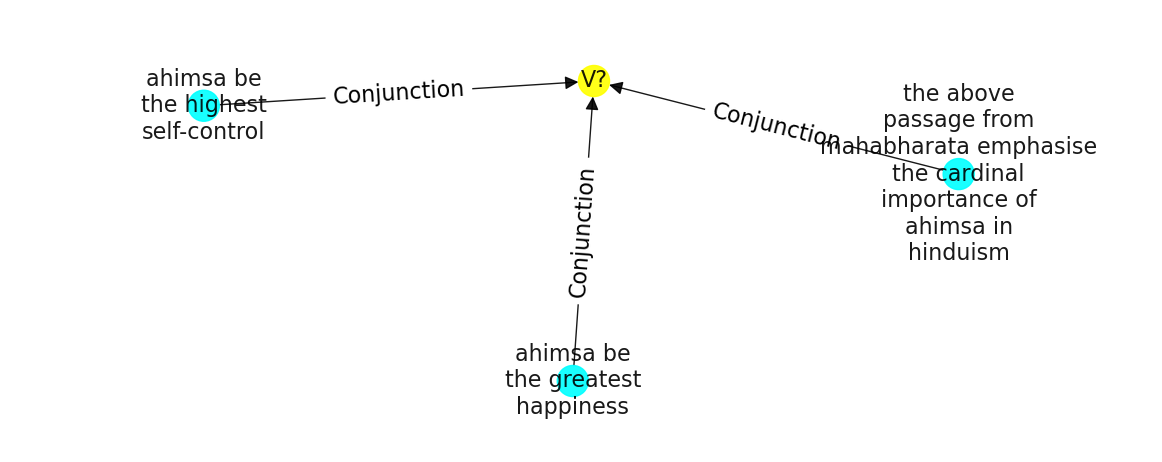 ahimsa be
the highest
self-control
Conjunction
V?
Conjunction
the above
passage from
mahabharata emphasise
the cardinal
importance of
ahimsa in
hinduism
Conjunction
ahimsa be
the greatest
happiness